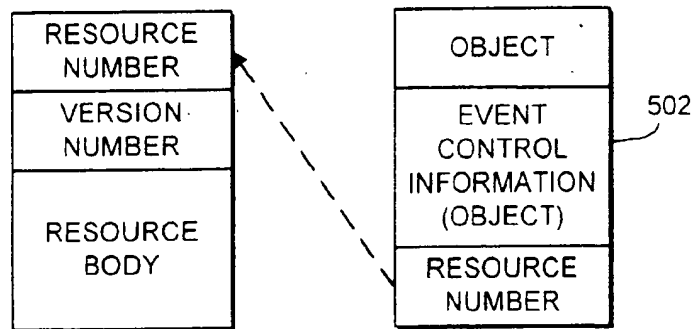 RESOURCE
NUMBER
VERSION
NUMBER
RESOURCE
BODY
OBJECT
EVENT
CONTROL
INFORMATION
(OBJECT)
RESOURCE
NUMBER
502